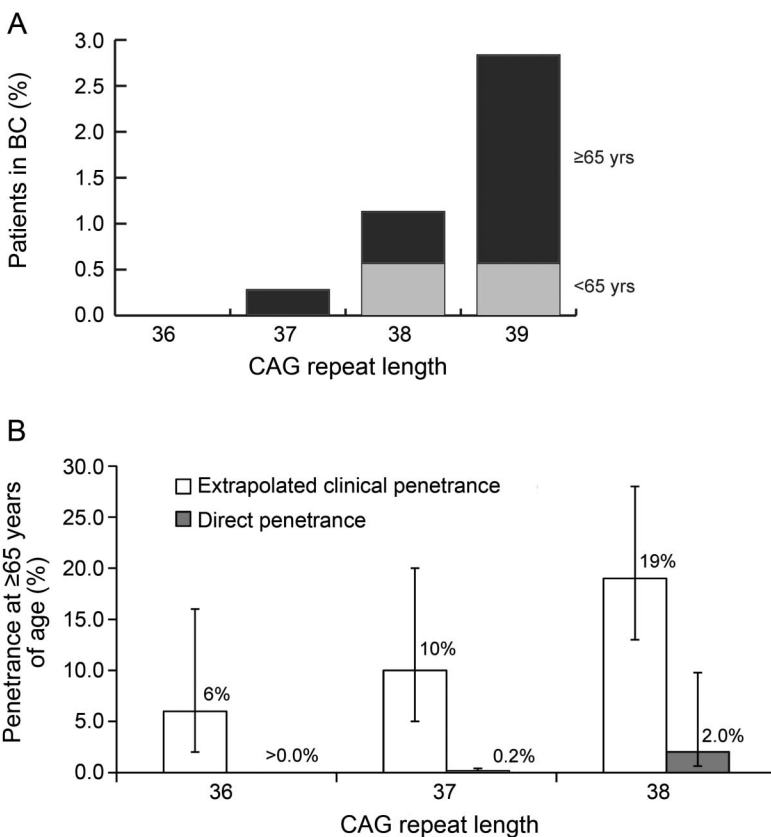 A
Patients in BC (%)
3.0
2.5
2.0
1.5
1.0
0.5
0.0
≥65 yrs
<65 yrs
36 37 38 39
CAG repeat length
B
Penetrance at ≥65 years
of age (%)
30.0
25.0
20.0
15.0
10.0
5.0
0.0
Extrapolated clinical penetrance
Direct penetrance
6%
>0.0%
10%
0.2%
19%
2.0%
36 37 38
CAG repeat length